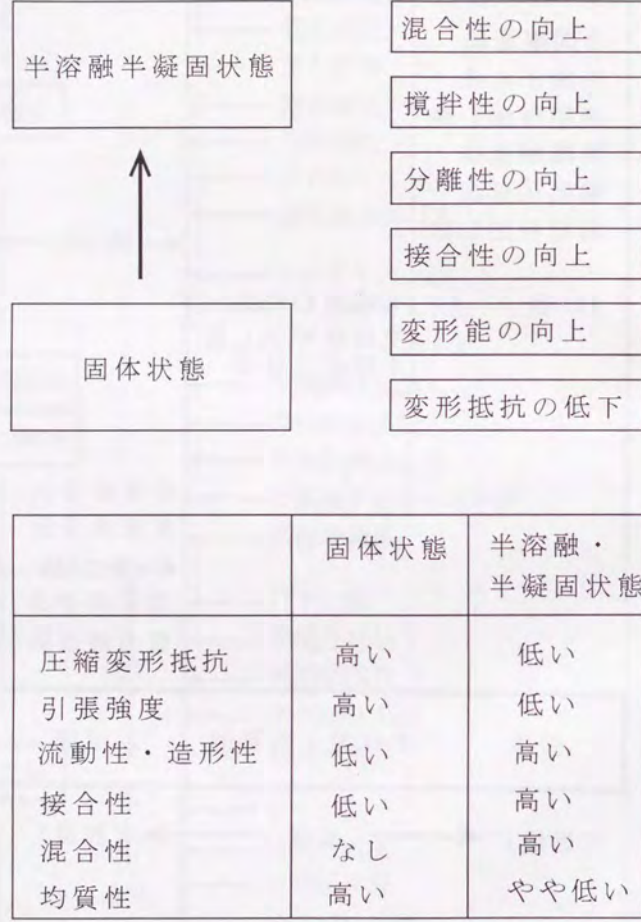 半溶融半凝固状態
固体状態
混合性の向上
撹拌性の向上
分離性の向上
接合性の向上
変形能の向上
変形抵抗の低下
固体状態 半溶融・
半凝固状態
圧縮変形抵抗 高い 低い
引張強度 高い 低い
流動性・造形性 低い 高い
接合性 低い 高い
混合性 なし 高い
均質性 高い やや低い